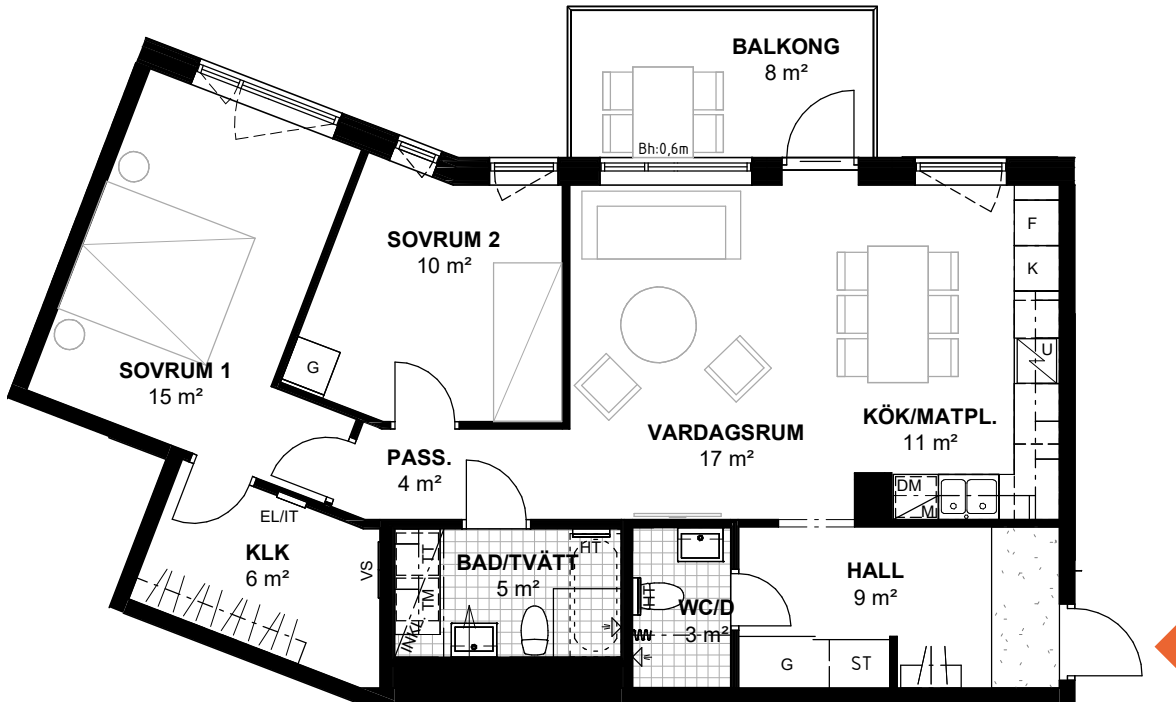 BALKONG
8 m²
Bh:0,6m
SOVRUM 2
10 m²
F
K
U
G
SOVRUM 1
15 m²
KÖK/MATPL.
11 m²
VARDAGSRUM
17 m²
PASS.
4 m²
DM
M
EL/IT
KLK
6 m²
VS
TT
TM
INKL
BAD/TVÄTT
5 m²
HT
HT
WC/D
3 m²
HALL
9 m²
G
ST